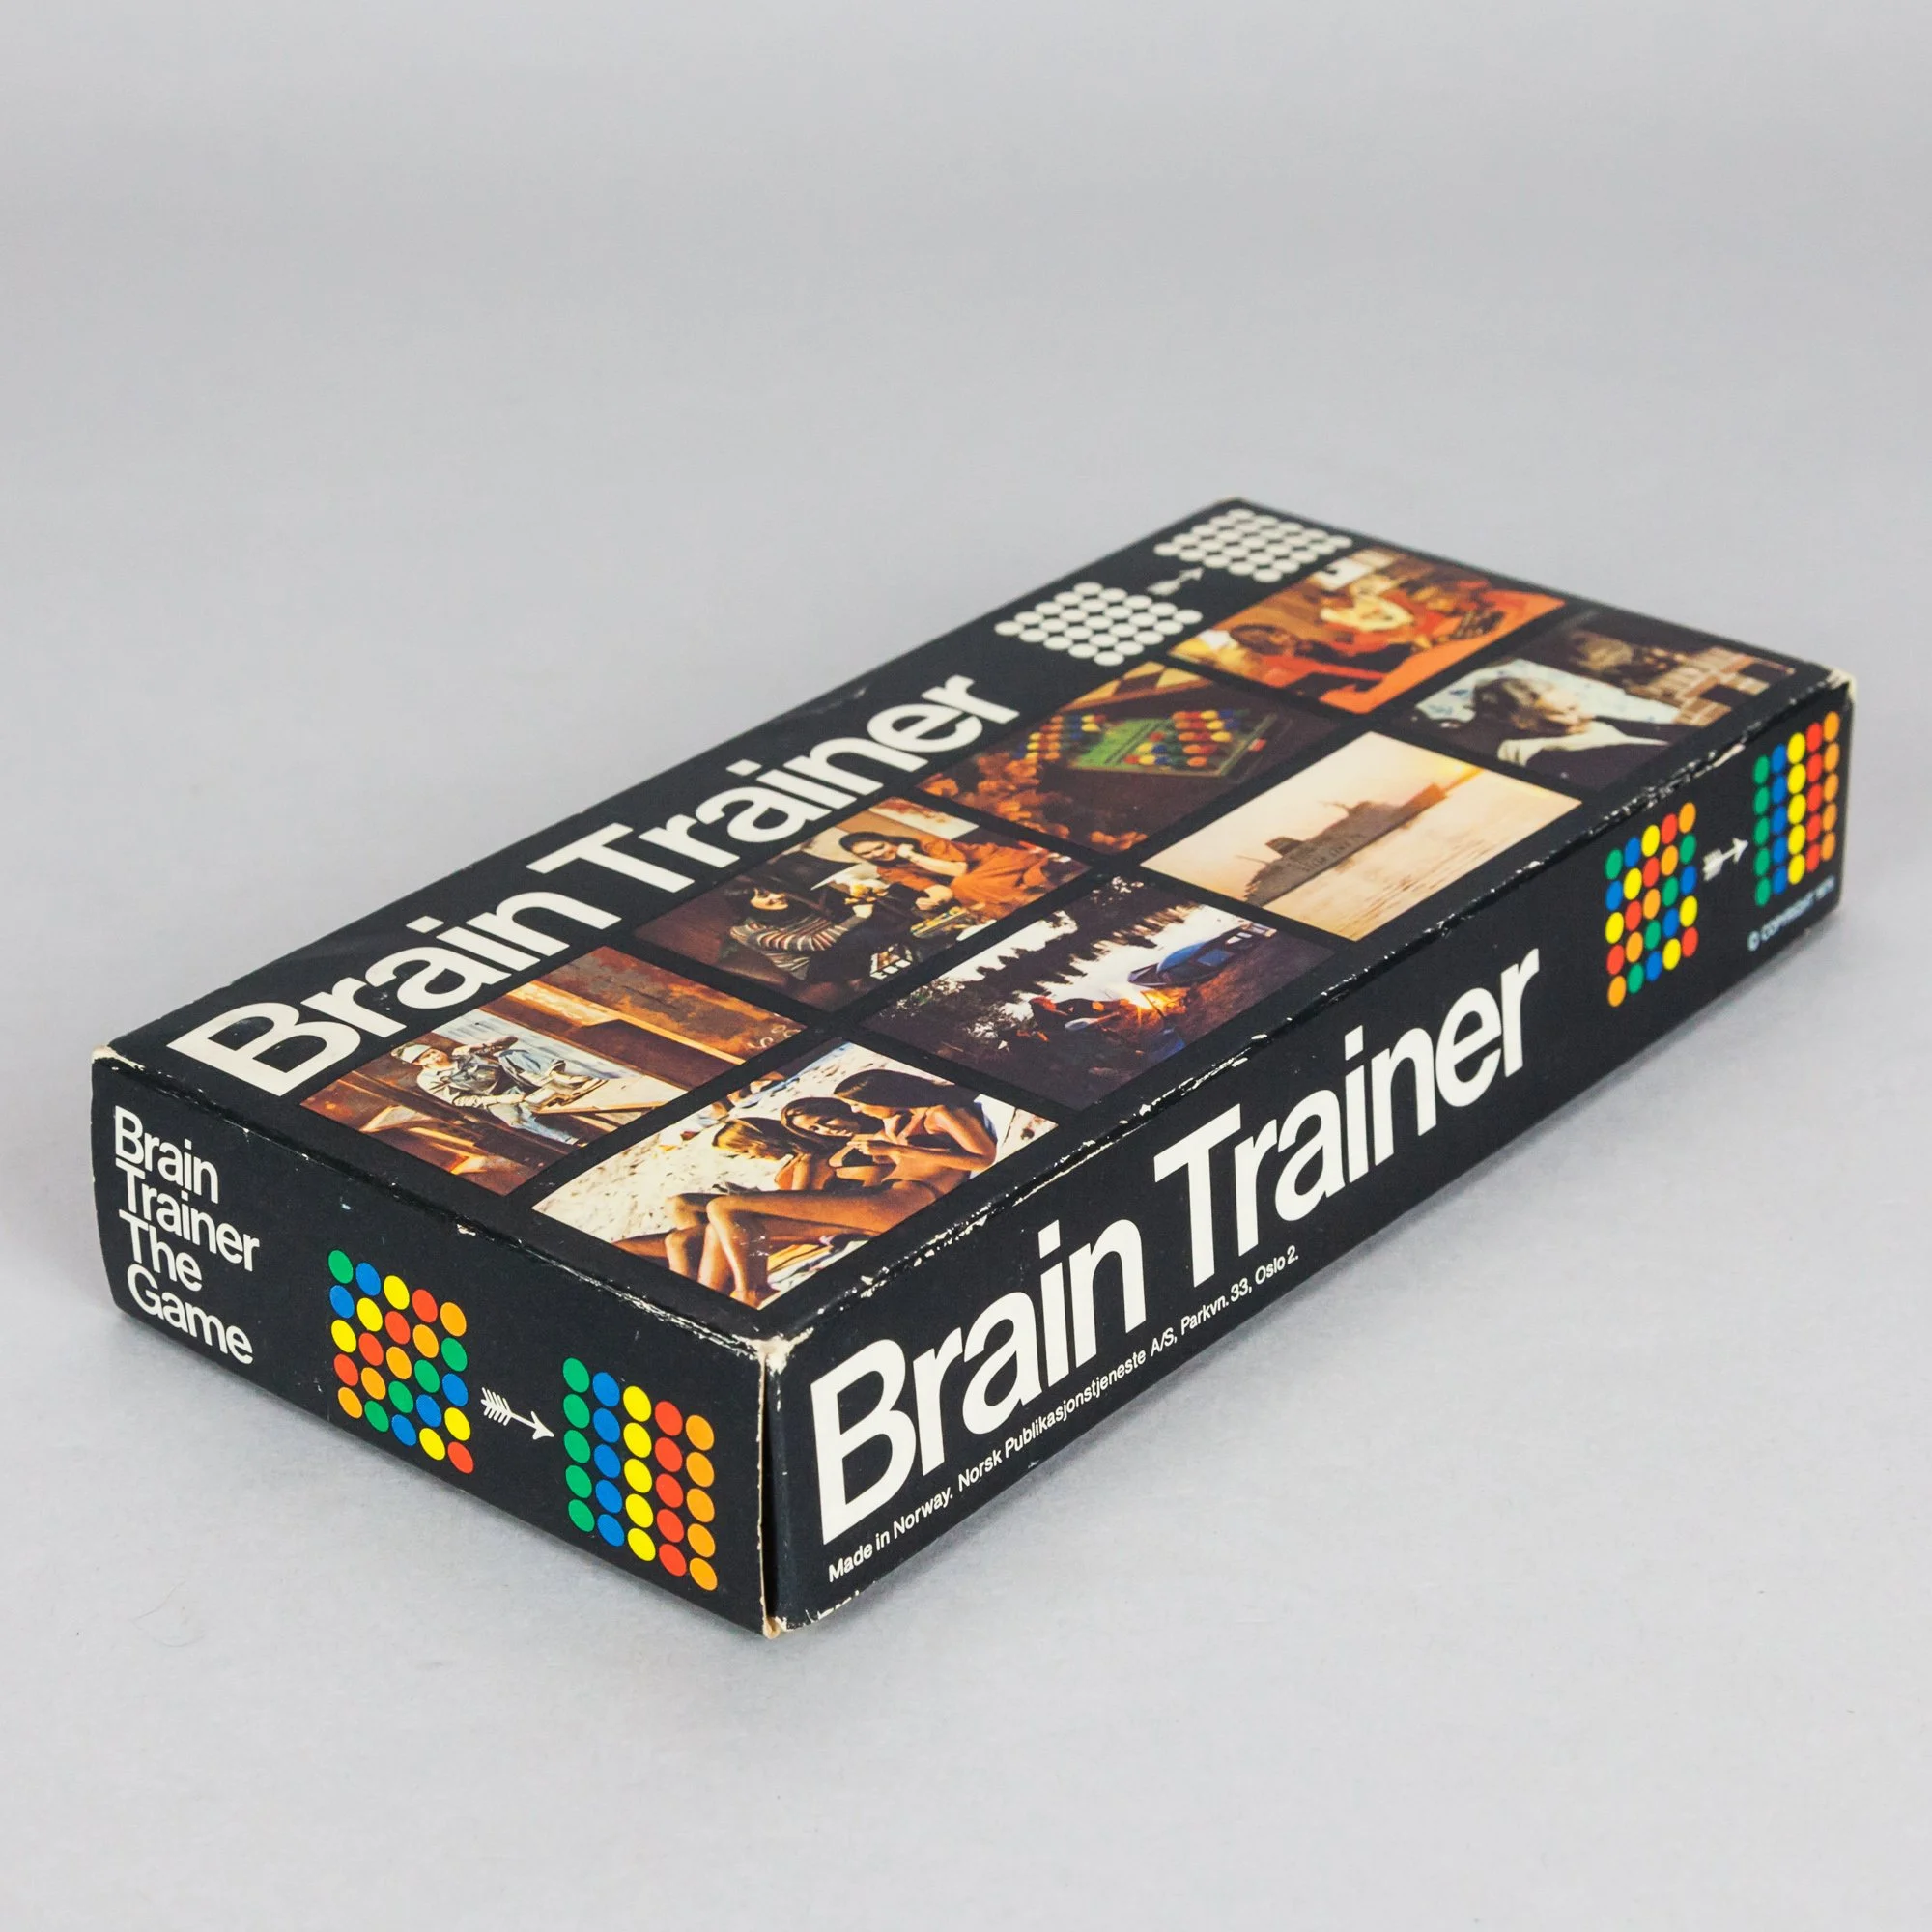 Brain Trainer
Brain
Trainer
The
Game
Brain Trainer
Made in Norway. Norsk Publikasjonstjeneste A/S, Parkvn. 33, Oslo 2.
© COPYRIGHT